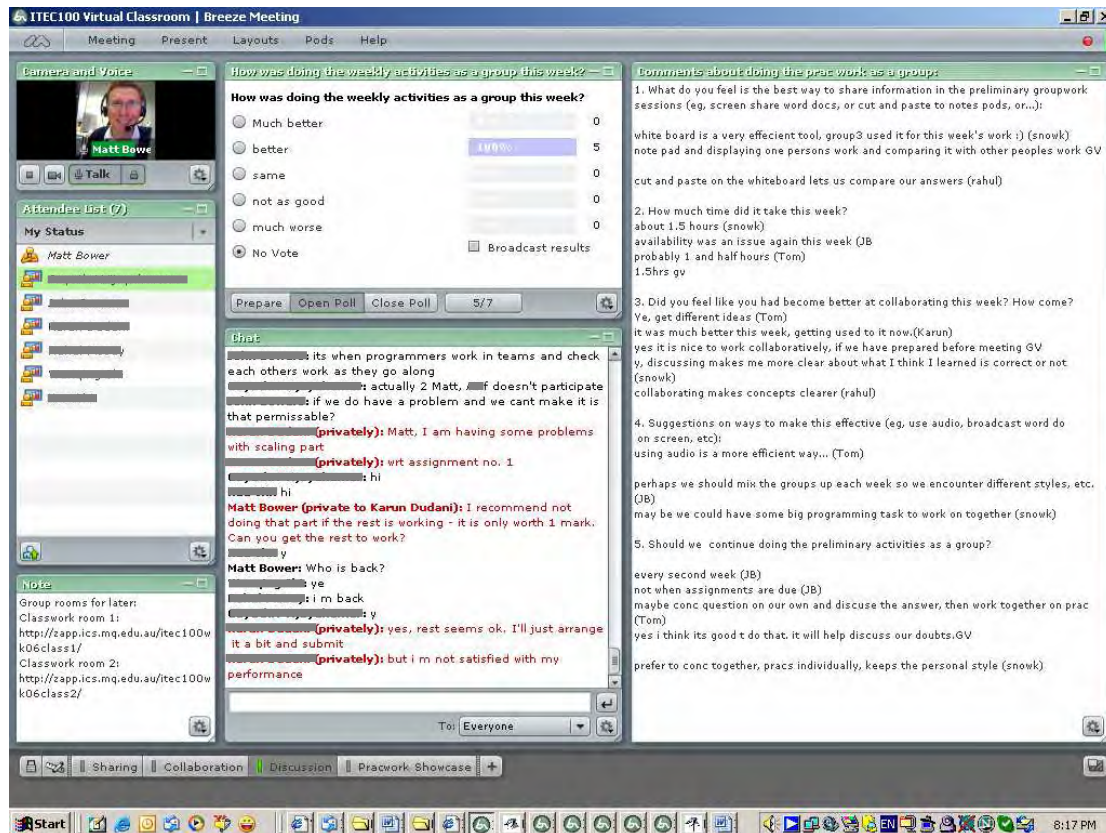 ITEC100 Virtual Classroom | Breeze Meeting
Meeting Present Layouts Pods Help
Camera and Voice
Matt Bowe
Talk
Attendee List (7)
My Status
Matt Bower
Note
Group rooms for later:
Classwork room 1:
http://zapp.ics.mq.edu.au/itec100w
k06class1/
Classwork room 2:
http://zapp.ics.mq.edu.au/itec100w
k06class2/
How was doing the weekly activities as a group this week?
How was doing the weekly activities as a group this week?
Much better 0
better 100% 5
same 0
not as good 0
much worse 0
No Vote Broadcast results
Prepare Open Poll Close Poll 5/7
Chat
its when programmers work in teams and check
each others work as they go along
: actually 2 Matt, f doesn't participate
: if we do have a problem and we cant make it is
that permissable?
(privately): Matt, I am having some problems
with scaling part
(privately): wrt assignment no. 1
: hi
hi
Matt Bower (private to Karun Dudani): I recommend not
doing that part if the rest is working - it is only worth 1 mark.
Can you get the rest to work?
y
Matt Bower: Who is back?
: ye
: i m back
: y
(privately): yes, rest seems ok. I'll just arrange
it a bit and submit
(privately): but i m not satisfied with my
performance
To: Everyone
Comments about doing the prac work as a group:
1. What do you feel is the best way to share information in the preliminary groupwork
sessions (eg, screen share word docs, or cut and paste to notes pods, or...):
white board is a very effecient tool, group3 used it for this week's work :) (snowk)
note pad and displaying one persons work and comparing it with other peoples work GV
cut and paste on the whiteboard lets us compare our answers (rahul)
2. How much time did it take this week?
about 1.5 hours (snowk)
availability was an issue again this week (JB
probably 1 and half hours (Tom)
1.5hrs gv
3. Did you feel like you had become better at collaborating this week? How come?
Ye, get different ideas (Tom)
it was much better this week, getting used to it now.(Karun)
yes it is nice to work collaboratively, if we have prepared before meeting GV
y, discussing makes me more clear about what I think I learned is correct or not
(snowk)
collaborating makes concepts clearer (rahul)
4. Suggestions on ways to make this effective (eg, use audio, broadcast word do
on screen, etc):
using audio is a more efficient way... (Tom)
perhaps we should mix the groups up each week so we encounter different styles, etc.
(JB)
may be we could have some big programming task to work on together (snowk)
5. Should we continue doing the preliminary activities as a group?
every second week (JB)
not when assignments are due (JB)
maybe conc question on our own and discuse the answer, then work together on prac
(Tom)
yes i think its good t do that. it will help discuss our doubts.GV
prefer to conc together, pracs individually, keeps the personal style (snowk)
Sharing Collaboration Discussion Pracwork Showcase +
Start EN 8:17 PM